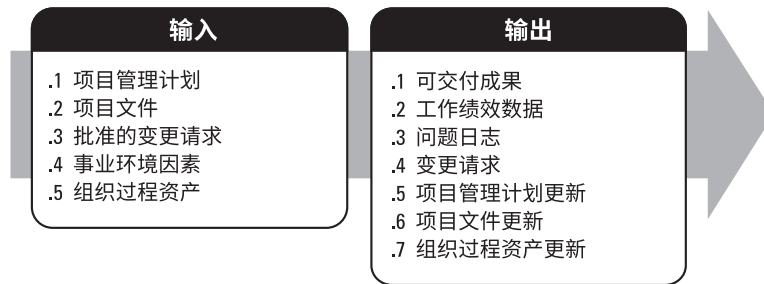 输入
.1 项目管理计划
.2 项目文件
.3 批准的变更请求
.4 事业环境因素
.5 组织过程资产
输出
.1 可交付成果
.2 工作绩效数据
.3 问题日志
.4 变更请求
.5 项目管理计划更新
.6 项目文件更新
.7 组织过程资产更新